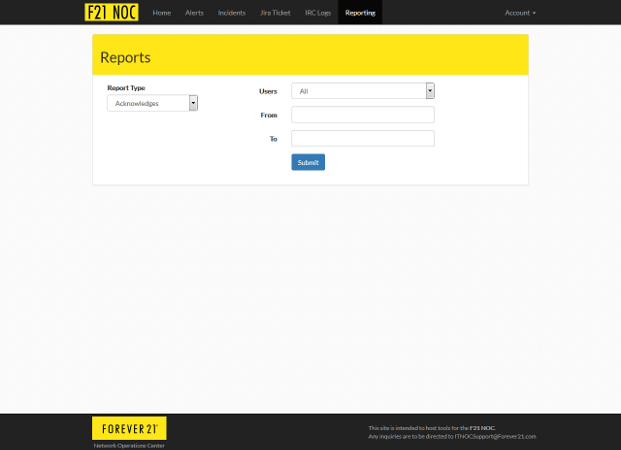 F21 NOC Home Alerts Incidents Jira Ticket IRC Logs Reporting Account
Reports
Report Type
Acknowledges
Users All
From
To
Submit
FOREVER 21
Network Operations Center
This site is intended to host tools for the F21 NOC.
Any inquiries are to be directed to ITNOCSupport@Forever21.com